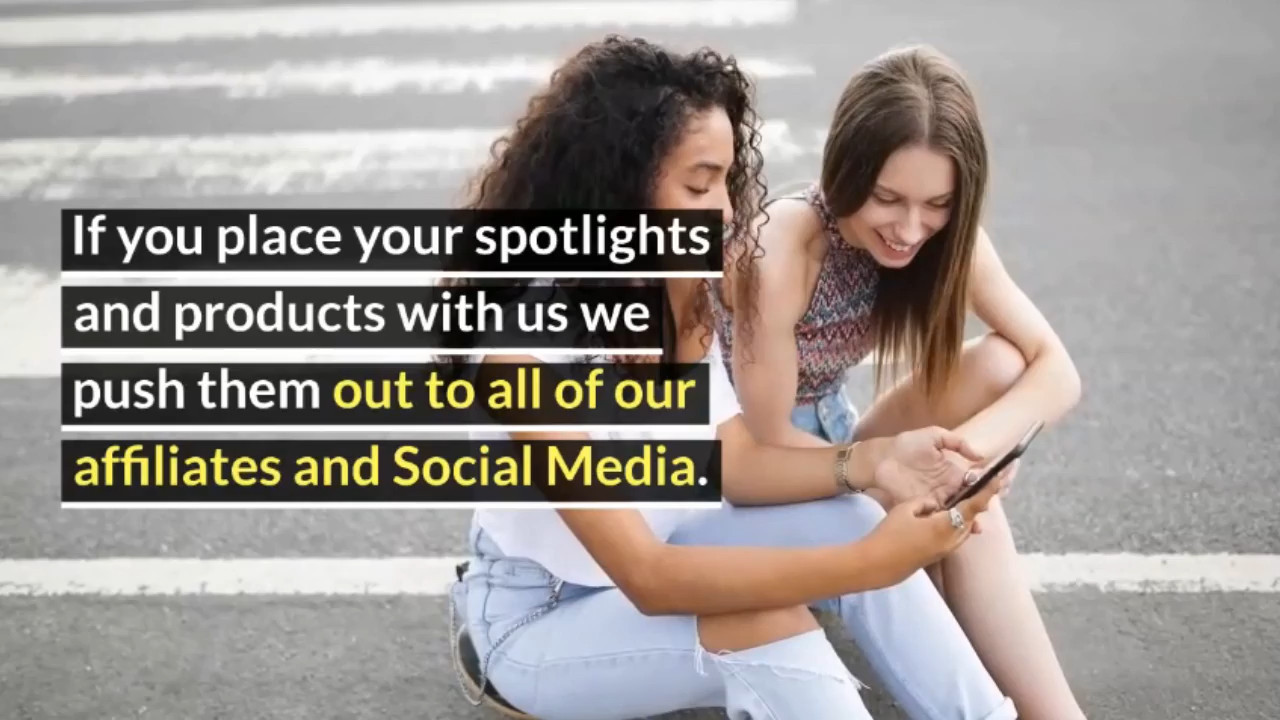 If you place your spotlights
and products with us we
push them out to all of our
affiliates and Social Media.